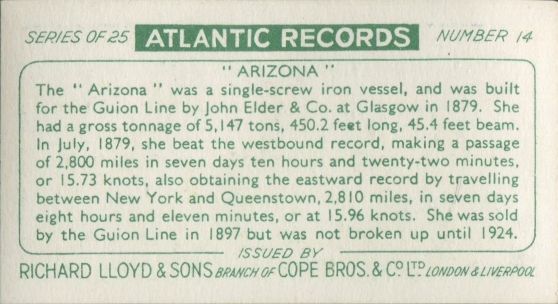 SERIES OF 25 ATLANTIC RECORDS NUMBER 14
"ARIZONA"
The "Arizona" was a single-screw iron vessel, and was built
for the Guion Line by John Elder & Co. at Glasgow in 1879. She
had a gross tonnage of 5,147 tons, 450.2 feet long, 45.4 feet beam.
In July, 1879, she beat the westbound record, making a passage
of 2,800 miles in seven days ten hours and twenty-two minutes,
or 15.73 knots, also obtaining the eastward record by travelling
between New York and Queenstown, 2,810 miles, in seven days
eight hours and eleven minutes, or at 15.96 knots. She was sold
by the Guion Line in 1897 but was not broken up until 1924.
ISSUED BY
RICHARD LLOYD & SONS BRANCH OF COPE BROS. & CO LTD LONDON & LIVERPOOL